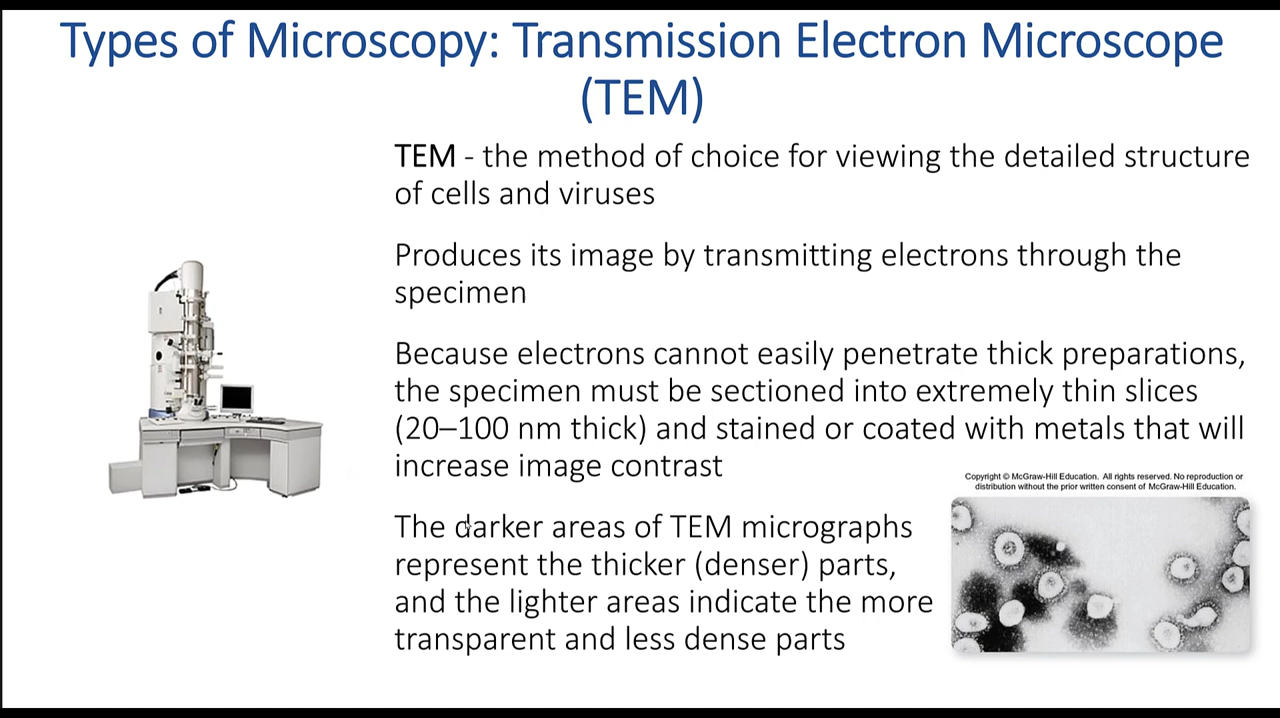 Types of Microscopy: Transmission Electron Microscope
(TEM)
TEM - the method of choice for viewing the detailed structure
of cells and viruses
Produces its image by transmitting electrons through the
specimen
Because electrons cannot easily penetrate thick preparations,
the specimen must be sectioned into extremely thin slices
(20–100 nm thick) and stained or coated with metals that will
increase image contrast
Copyright © McGraw-Hill Education. All rights reserved. No reproduction or
distribution without the prior written consent of McGraw-Hill Education.
The darker areas of TEM micrographs
represent the thicker (denser) parts,
and the lighter areas indicate the more
transparent and less dense parts